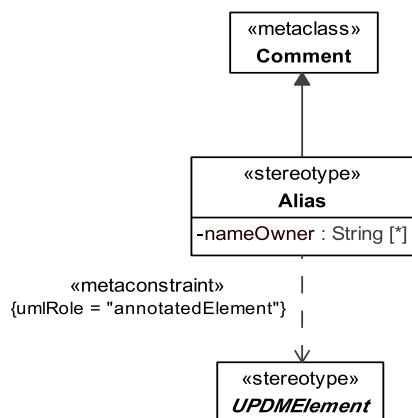 «metaclass»
Comment
«stereotype»
Alias
-nameOwner : String [*]
«metaconstraint»
{umlRole = "annotatedElement"}
«stereotype»
UPDMElement